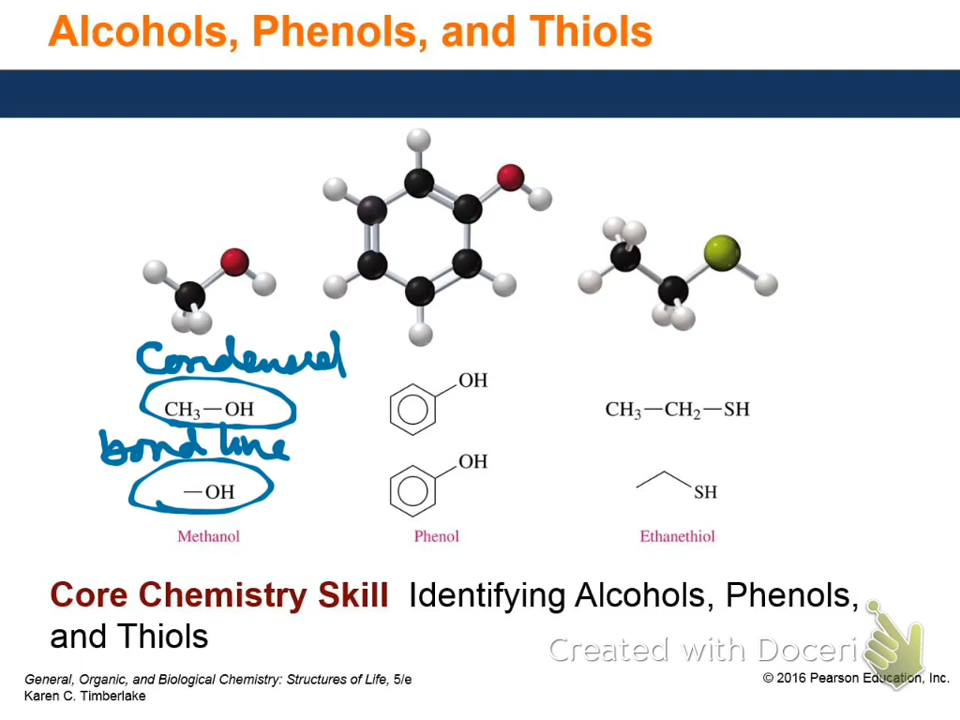 Alcohols, Phenols, and Thiols
Condensed
CH₃—OH
OH
CH₃—CH₂—SH
bond line
—OH
OH
SH
Methanol
Phenol
Ethanethiol
Core Chemistry Skill Identifying Alcohols, Phenols,
and Thiols
Created with Doceri
General, Organic, and Biological Chemistry: Structures of Life, 5/e
Karen C. Timberlake
© 2016 Pearson Education, Inc.